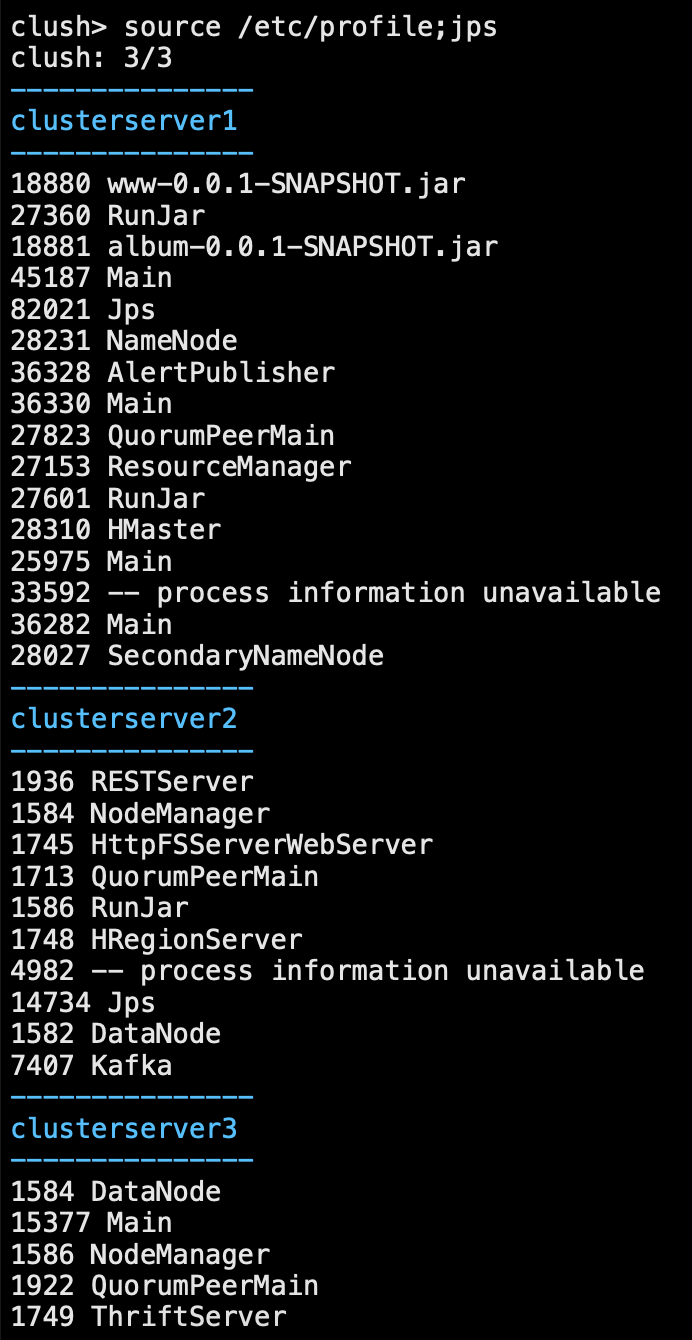 clush> source /etc/profile;jps
clush: 3/3
---------------
clusterserver1
---------------
18880 www-0.0.1-SNAPSHOT.jar
27360 RunJar
18881 album-0.0.1-SNAPSHOT.jar
45187 Main
82021 Jps
28231 NameNode
36328 AlertPublisher
36330 Main
27823 QuorumPeerMain
27153 ResourceManager
27601 RunJar
28310 HMaster
25975 Main
33592 -- process information unavailable
36282 Main
28027 SecondaryNameNode
---------------
clusterserver2
---------------
1936 RESTServer
1584 NodeManager
1745 HttpFSServerWebServer
1713 QuorumPeerMain
1586 RunJar
1748 HRegionServer
4982 -- process information unavailable
14734 Jps
1582 DataNode
7407 Kafka
---------------
clusterserver3
---------------
1584 DataNode
15377 Main
1586 NodeManager
1922 QuorumPeerMain
1749 ThriftServer